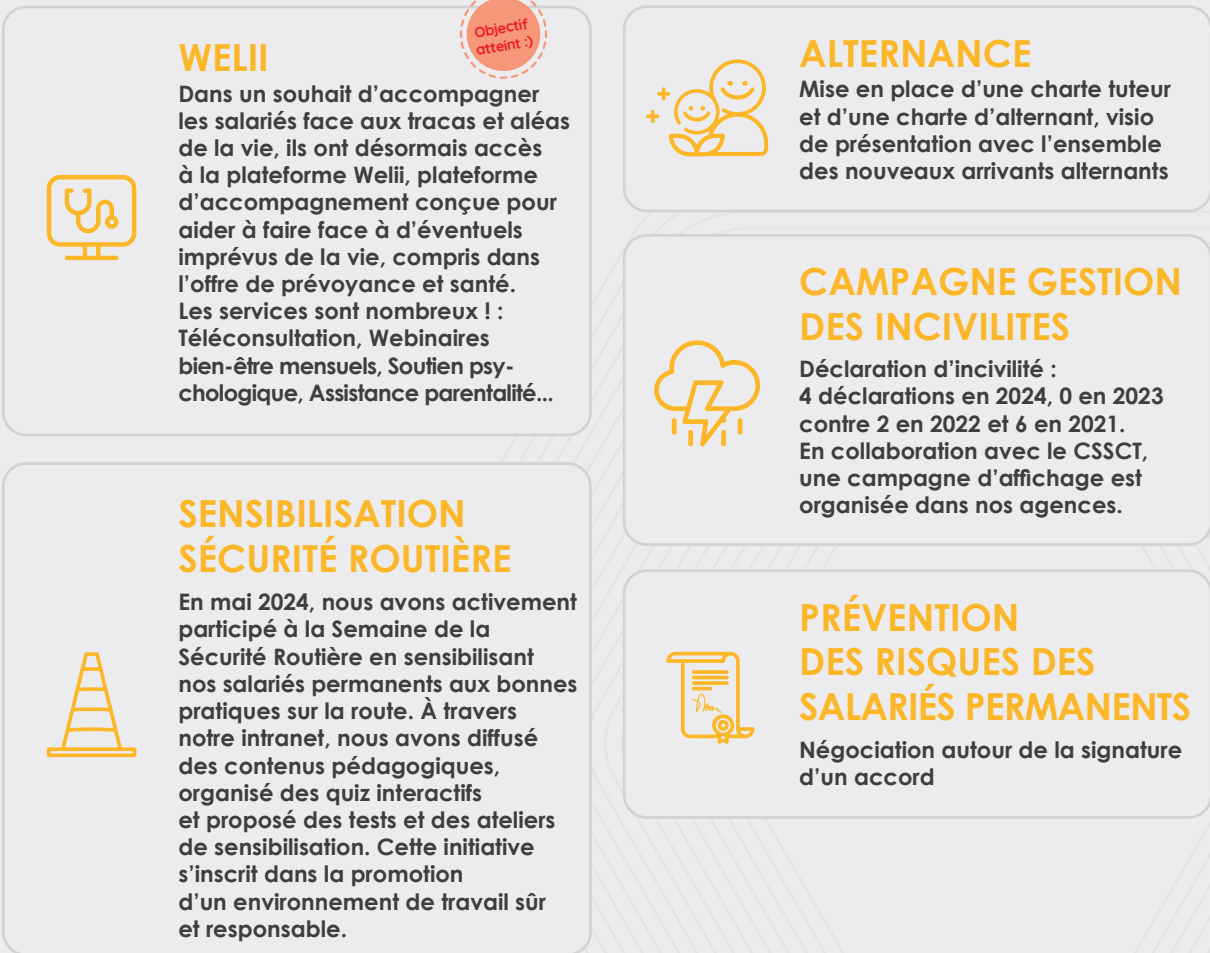 Objectif
atteint :)
WELII
Dans un souhait d’accompagner
les salariés face aux tracas et aléas
de la vie, ils ont désormais accès
à la plateforme Welii, plateforme
d’accompagnement conçue pour
aider à faire face à d’éventuels
imprévus de la vie, compris dans
l’offre de prévoyance et santé.
Les services sont nombreux ! :
Téléconsultation, Webinaires
bien-être mensuels, Soutien psy-
chologique, Assistance parentalité...
SENSIBILISATION
SÉCURITÉ ROUTIÈRE
En mai 2024, nous avons activement
participé à la Semaine de la
Sécurité Routière en sensibilisant
nos salariés permanents aux bonnes
pratiques sur la route. À travers
notre intranet, nous avons diffusé
des contenus pédagogiques,
organisé des quiz interactifs
et proposé des tests et des ateliers
de sensibilisation. Cette initiative
s’inscrit dans la promotion
d’un environnement de travail sûr
et responsable.
ALTERNANCE
Mise en place d’une charte tuteur
et d’une charte d’alternant, visio
de présentation avec l’ensemble
des nouveaux arrivants alternants
CAMPAGNE GESTION
DES INCIVILITES
Déclaration d’incivilité :
4 déclarations en 2024, 0 en 2023
contre 2 en 2022 et 6 en 2021.
En collaboration avec le CSSCT,
une campagne d’affichage est
organisée dans nos agences.
PRÉVENTION
DES RISQUES DES
SALARIÉS PERMANENTS
Négociation autour de la signature
d’un accord